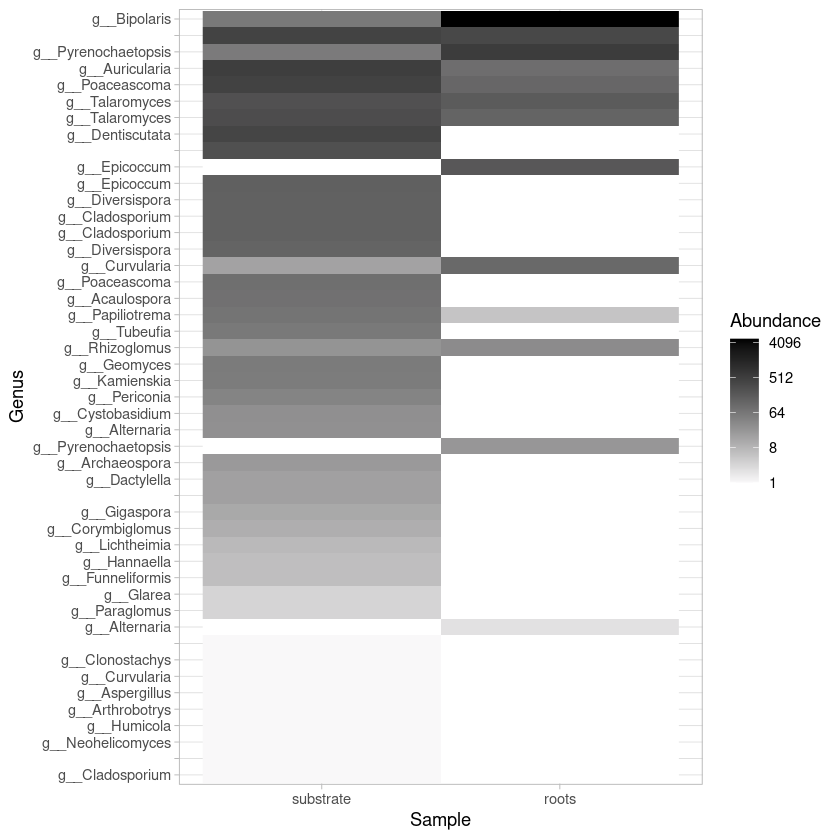 g__Bipolaris
g__Pyrenochaetopsis
g__Auricularia
g__Poaceascoma
g__Talaromyces
g__Talaromyces
g__Dentiscutata
g__Epicoccum
g__Epicoccum
g__Diversispora
g__Cladosporium
g__Cladosporium
g__Diversispora
g__Curvularia
g__Poaceascoma
g__Acaulospora
g__Papiliotrema
g__Tubeufia
g__Rhizoglomus
g__Geomyces
g__Kamienskia
g__Periconia
g__Cystobasidium
g__Alternaria
g__Pyrenochaetopsis
g__Archaeospora
g__Dactylella
g__Gigaspora
g__Corymbiglomus
g__Lichtheimia
g__Hannaella
g__Funneliformis
g__Glarea
g__Paraglomus
g__Alternaria
g__Clonostachys
g__Curvularia
g__Aspergillus
g__Arthrobotrys
g__Humicola
g__Neohelicomyces
g__Cladosporium
Genus
substrate roots
Sample
Abundance
4096
512
64
8
1